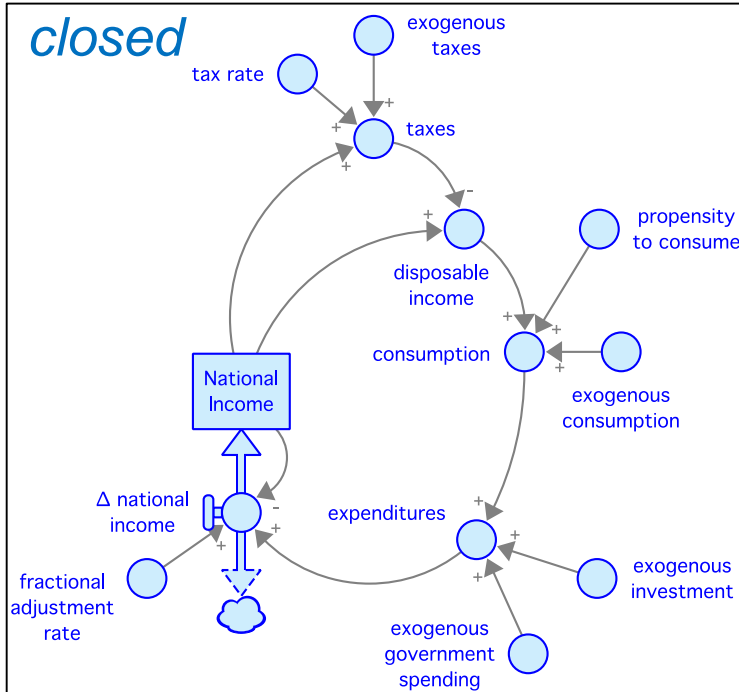 closed
exogenous
taxes
tax rate
+
+
taxes
+
-
+
propensity
to consume
disposable
income
+
+
consumption
+
National
Income
exogenous
consumption
Δ national
income
-
+
expenditures
+
+
+
+
fractional
adjustment
rate
exogenous
investment
exogenous
government
spending